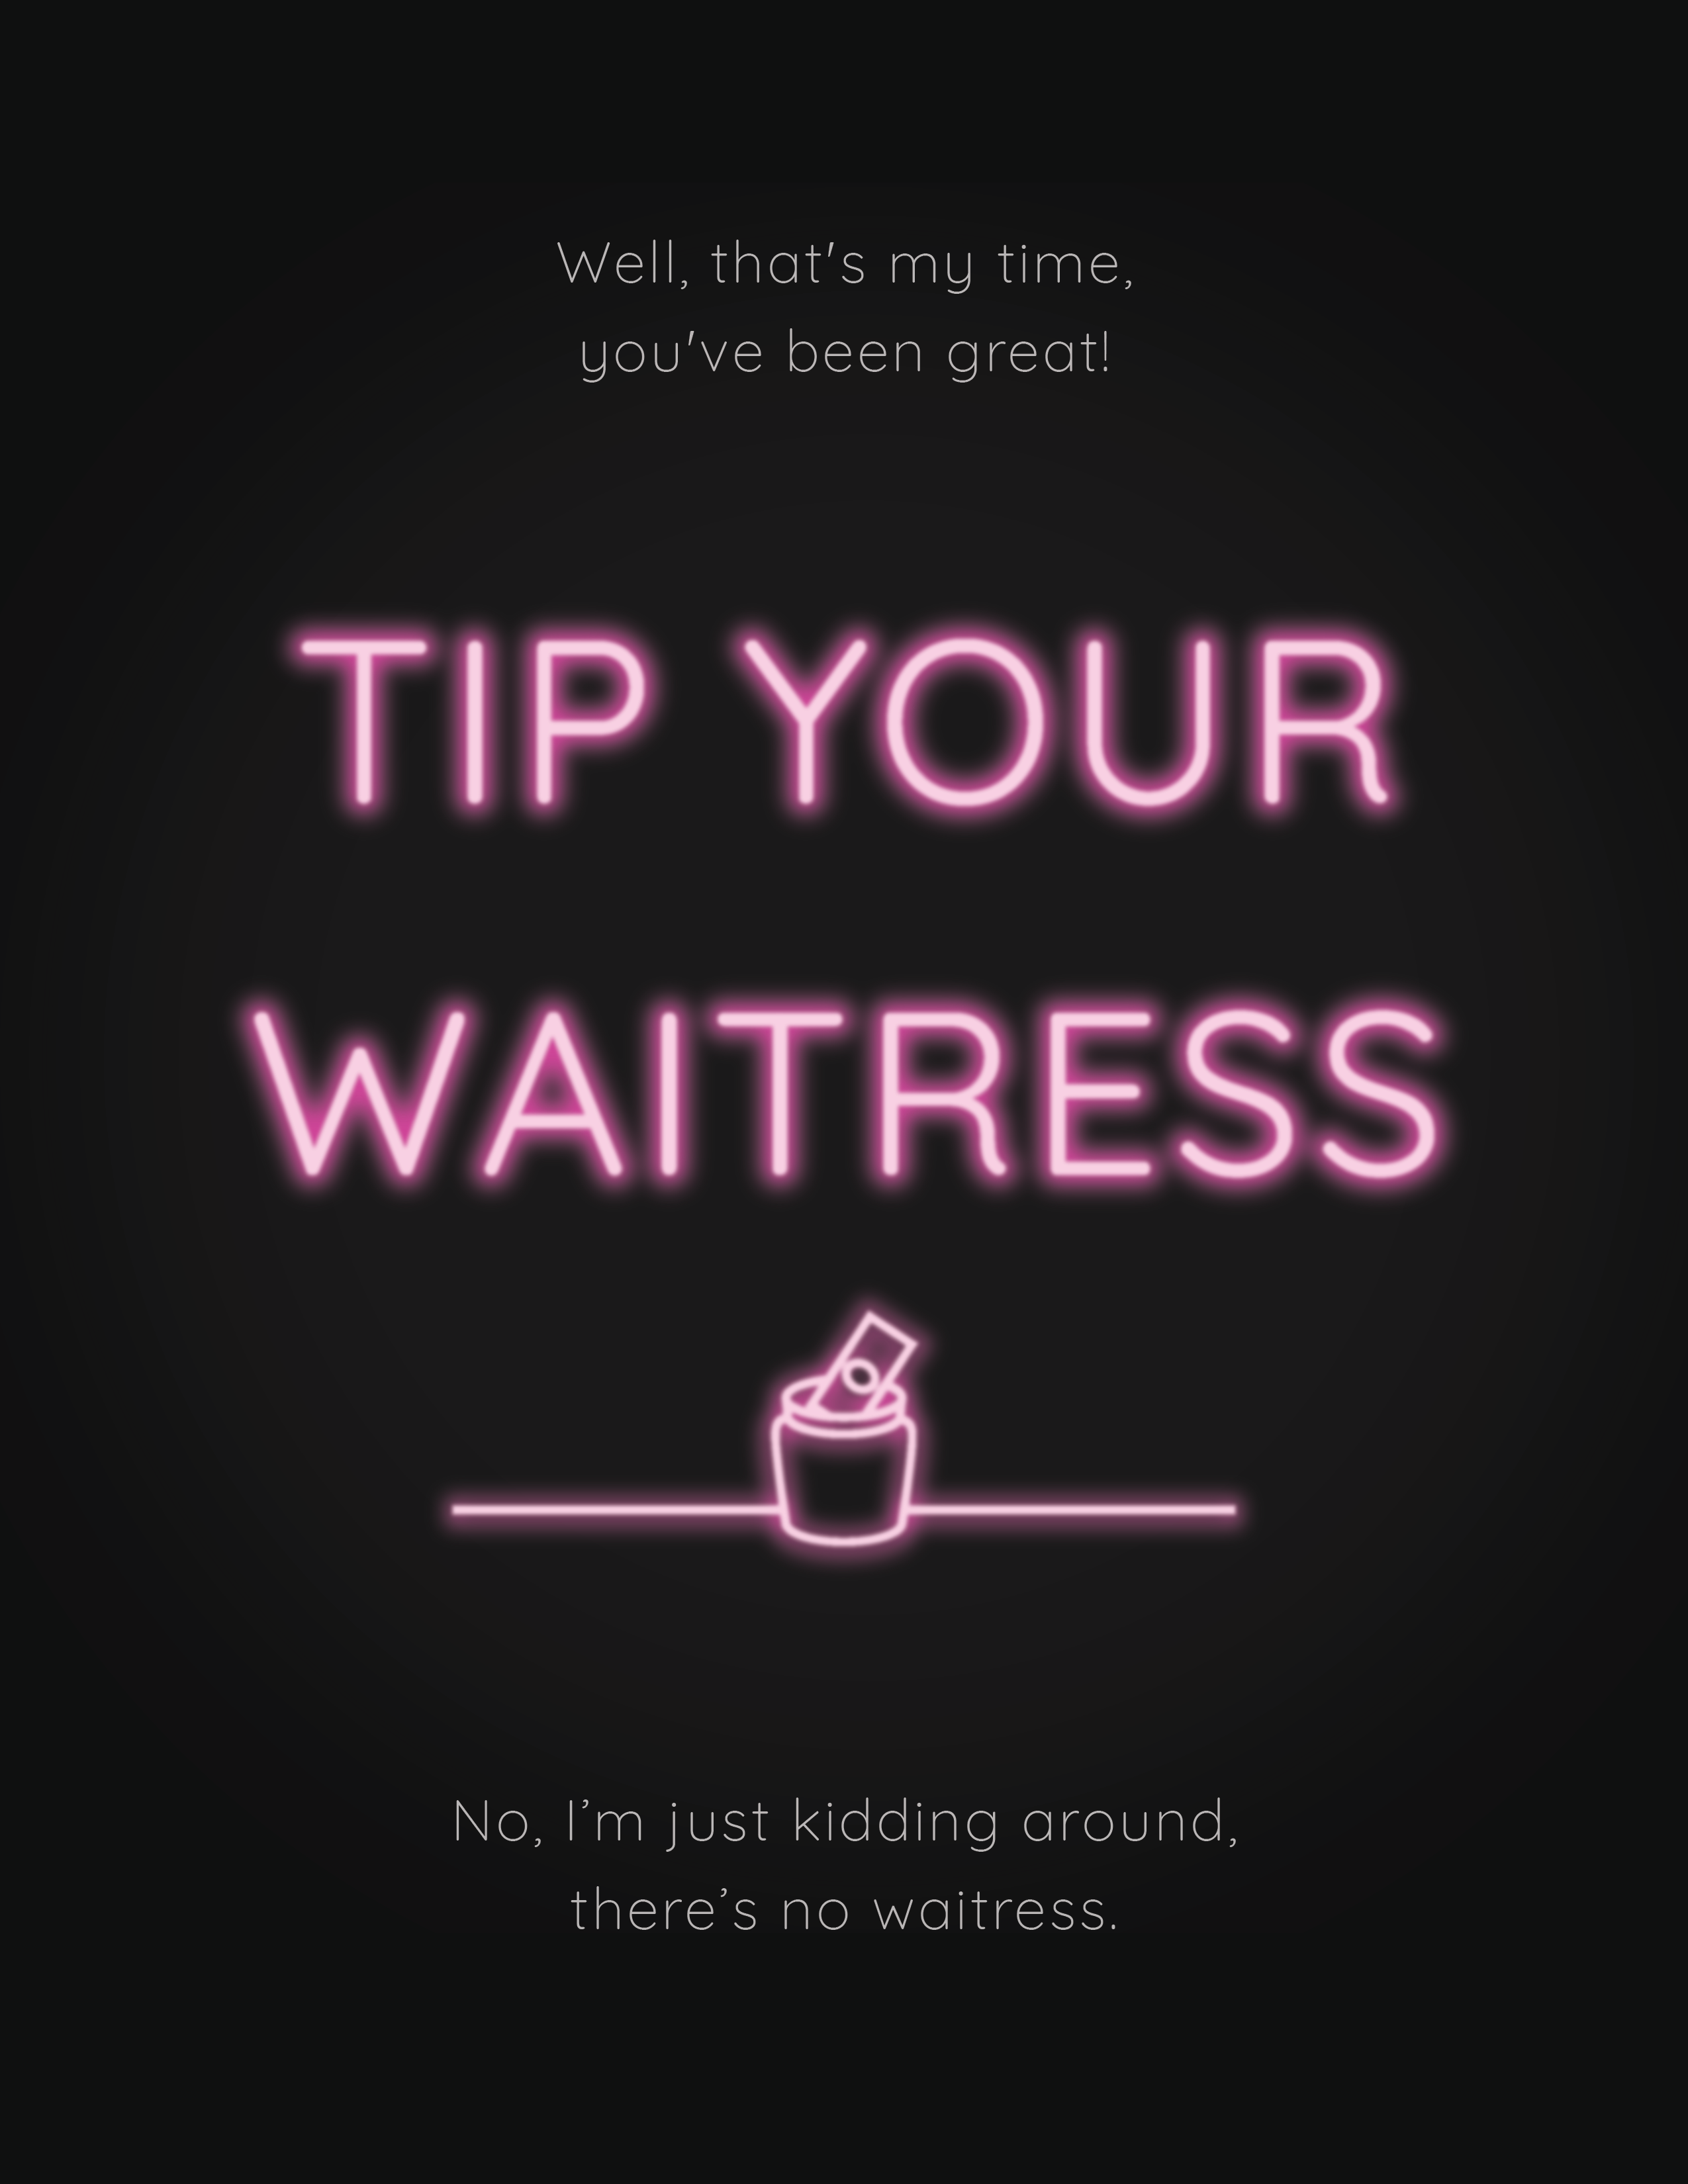 Well, that's my time,
you've been great!
TIP YOUR
WAITRESS
No, I’m just kidding around,
there’s no waitress.